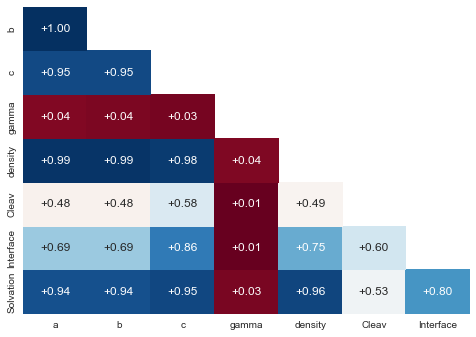 b +1.00
c +0.95 +0.95
gamma +0.04 +0.04 +0.03
density +0.99 +0.99 +0.98 +0.04
Cleav +0.48 +0.48 +0.58 +0.01 +0.49
Interface +0.69 +0.69 +0.86 +0.01 +0.75 +0.60
Solvation +0.94 +0.94 +0.95 +0.03 +0.96 +0.53 +0.80
a b c gamma density Cleav Interface